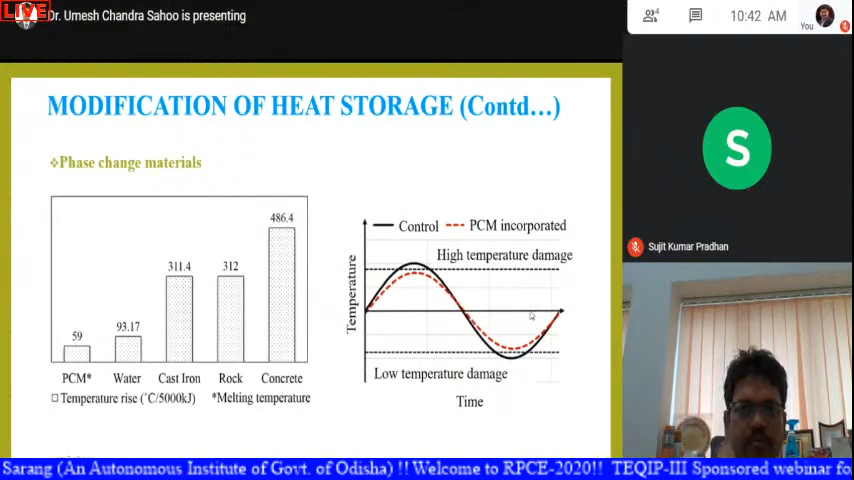 LIVE
Dr. Umesh Chandra Sahoo is presenting
4
10:42 AM
You
MODIFICATION OF HEAT STORAGE (Contd…)
❖Phase change materials
486.4
311.4
312
93.17
59
PCM*
Water
Cast Iron
Rock
Concrete
Temperature rise (˚C/5000kJ)
*Melting temperature
Control
PCM incorporated
High temperature damage
Temperature
Low temperature damage
Time
S
Sujit Kumar Pradhan
Sarang (An Autonomous Institute of Govt. of Odisha) !! Welcome to RPCE-2020!! TEQIP-III Sponsored webinar fo